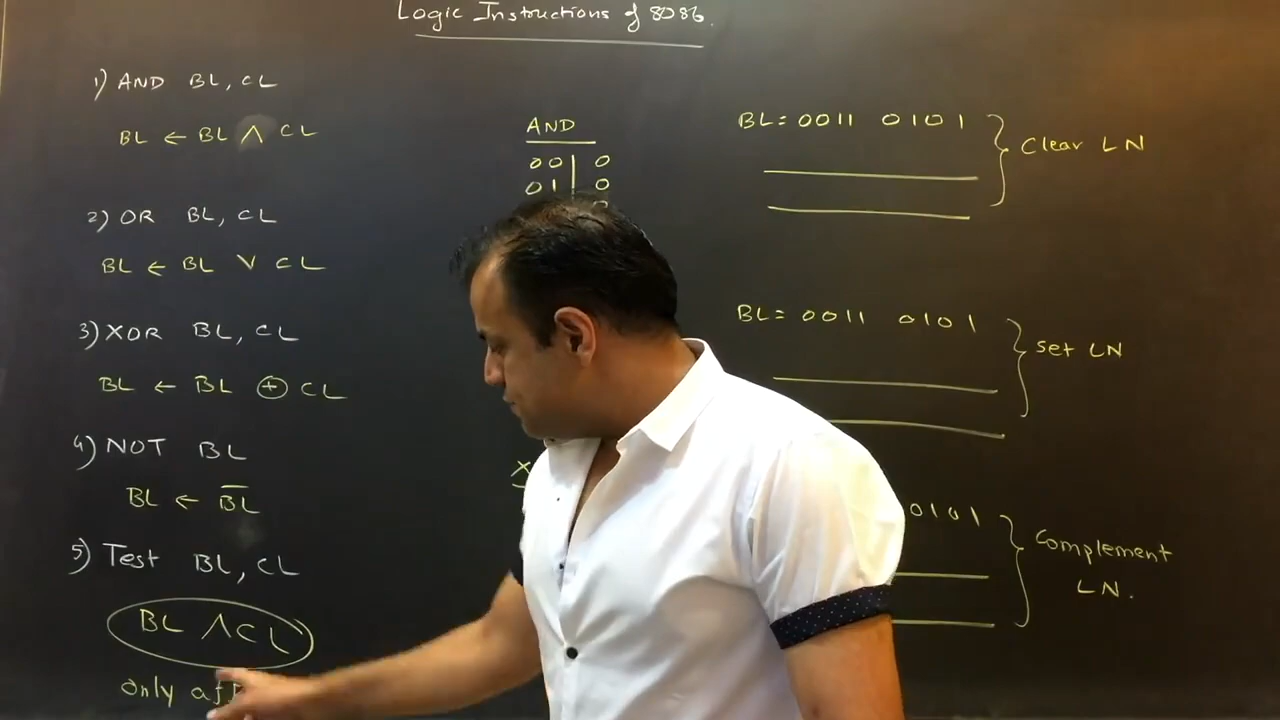 Logic Instructions of 8086.
1) AND BL, CL
BL ← BL ∧ CL
2) OR BL, CL
BL ← BL ∨ CL
3) XOR BL, CL
BL ← BL ⊕ CL
4) NOT BL
BL ← B̅L̅
5) Test BL, CL
BL ∧ CL
only
AND
00 | 0
01 | 0
X
BL = 0011 0101
Clear LN
BL = 0011 0101
Set LN
0101
Complement
LN.